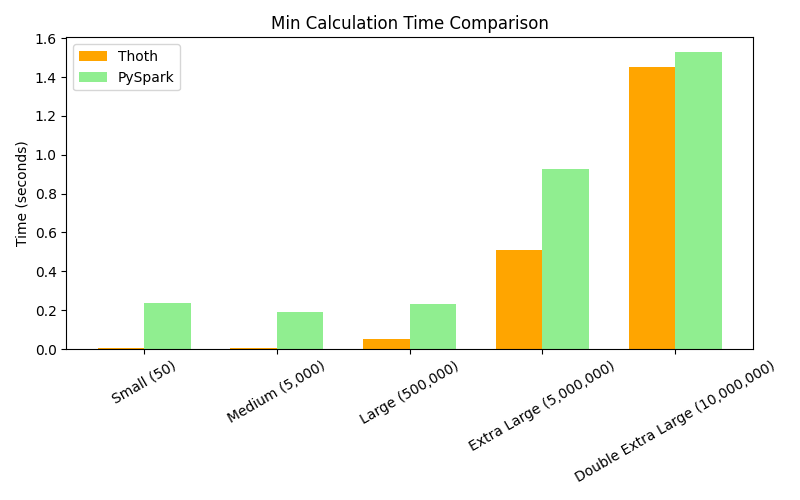 Min Calculation Time Comparison
Thoth
PySpark
Time (seconds)
1.6
1.4
1.2
1.0
0.8
0.6
0.4
0.2
0.0
Small (50)
Medium (5,000)
Large (500,000)
Extra Large (5,000,000)
Double Extra Large (10,000,000)